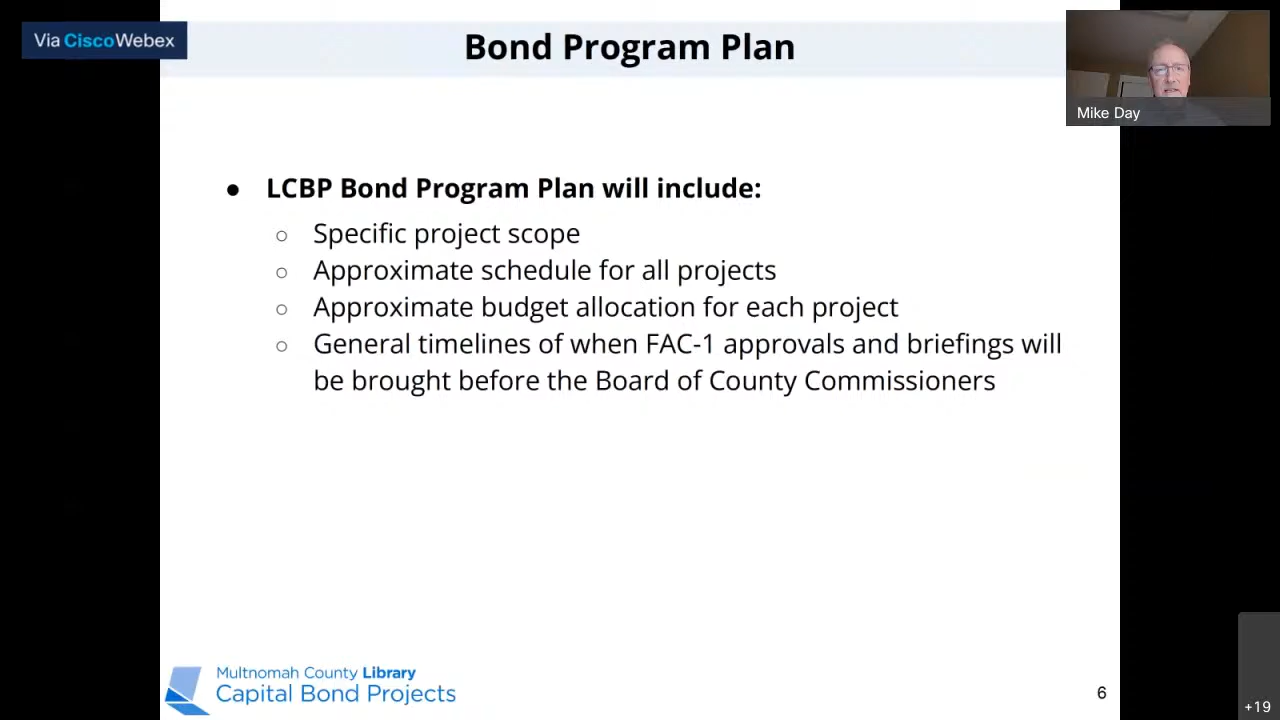 Via CiscoWebex
Bond Program Plan
Mike Day
● LCBP Bond Program Plan will include:
○ Specific project scope
○ Approximate schedule for all projects
○ Approximate budget allocation for each project
○ General timelines of when FAC-1 approvals and briefings will
be brought before the Board of County Commissioners
Multnomah County Library
Capital Bond Projects
6
+19